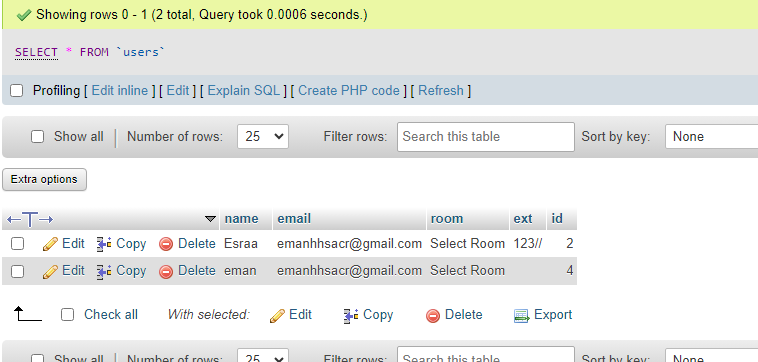 Showing rows 0 - 1 (2 total, Query took 0.0006 seconds.)
SELECT * FROM `users`
Profiling [ Edit inline ] [ Edit ] [ Explain SQL ] [ Create PHP code ] [ Refresh ]
Show all Number of rows: 25 Filter rows: Search this table Sort by key: None
Extra options
name email room ext id
Edit Copy Delete Esraa emanhhsacr@gmail.com Select Room 123// 2
Edit Copy Delete eman emanhhsacr@gmail.com Select Room 4
Check all With selected: Edit Copy Delete Export
Show all Number of rows: 25 Filter rows: Search this table Sort by key: None